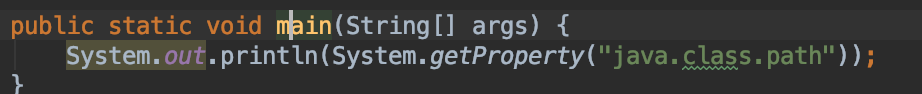 public static void main(String[] args) {
    System.out.println(System.getProperty("java.class.path"));
}